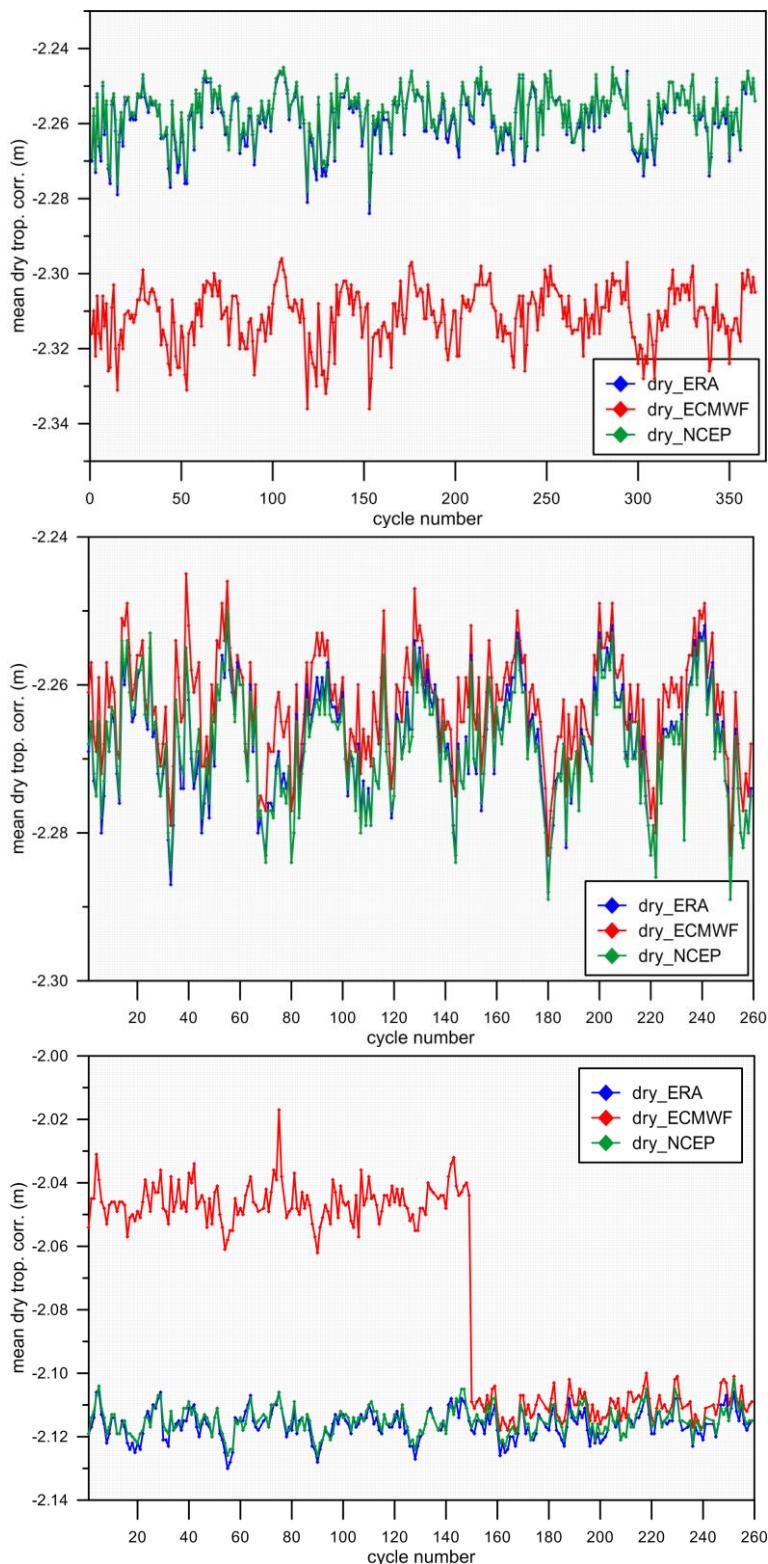 -2.24
-2.26
-2.28
-2.30
-2.32
-2.34
mean dry trop. corr. (m)
dry_ERA
dry_ECMWF
dry_NCEP
0 50 100 150 200 250 300 350
cycle number
-2.24
-2.26
-2.28
-2.30
mean dry trop. corr. (m)
dry_ERA
dry_ECMWF
dry_NCEP
20 40 60 80 100 120 140 160 180 200 220 240 260
cycle number
-2.00
-2.02
-2.04
-2.06
-2.08
-2.10
-2.12
-2.14
mean dry trop. corr. (m)
dry_ERA
dry_ECMWF
dry_NCEP
20 40 60 80 100 120 140 160 180 200 220 240 260
cycle number